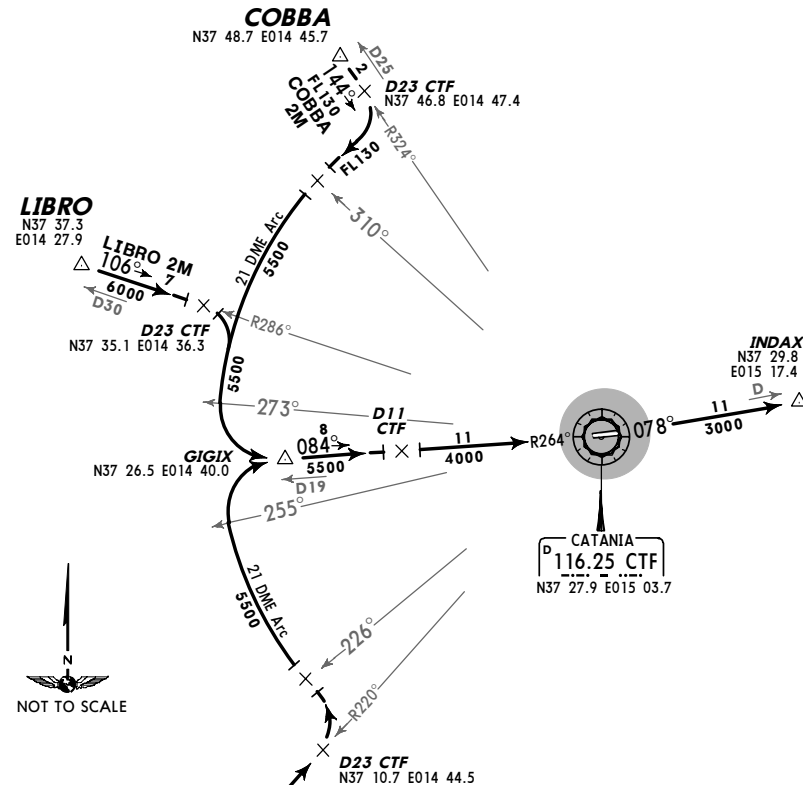 COBBA
N37 48.7 E014 45.7
D25
2
144°
FL130
COBBA
2M
D23 CTF
N37 46.8 E014 47.4
R324°
FL130
310°
21 DME Arc
5500
LIBRO
N37 37.3
E014 27.9
LIBRO 2M
106°
7
6000
D30
D23 CTF
N37 35.1 E014 36.3
R286°
5500
273°
GIGIX
N37 26.5 E014 40.0
8
084°
5500
D19
D11
CTF
11
4000
R264°
078°
11
3000
INDAX
N37 29.8
E015 17.4
D
CATANIA
D 116.25 CTF
N37 27.9 E015 03.7
255°
21 DME Arc
5500
226°
R220°
D23 CTF
N37 10.7 E014 44.5
N
NOT TO SCALE